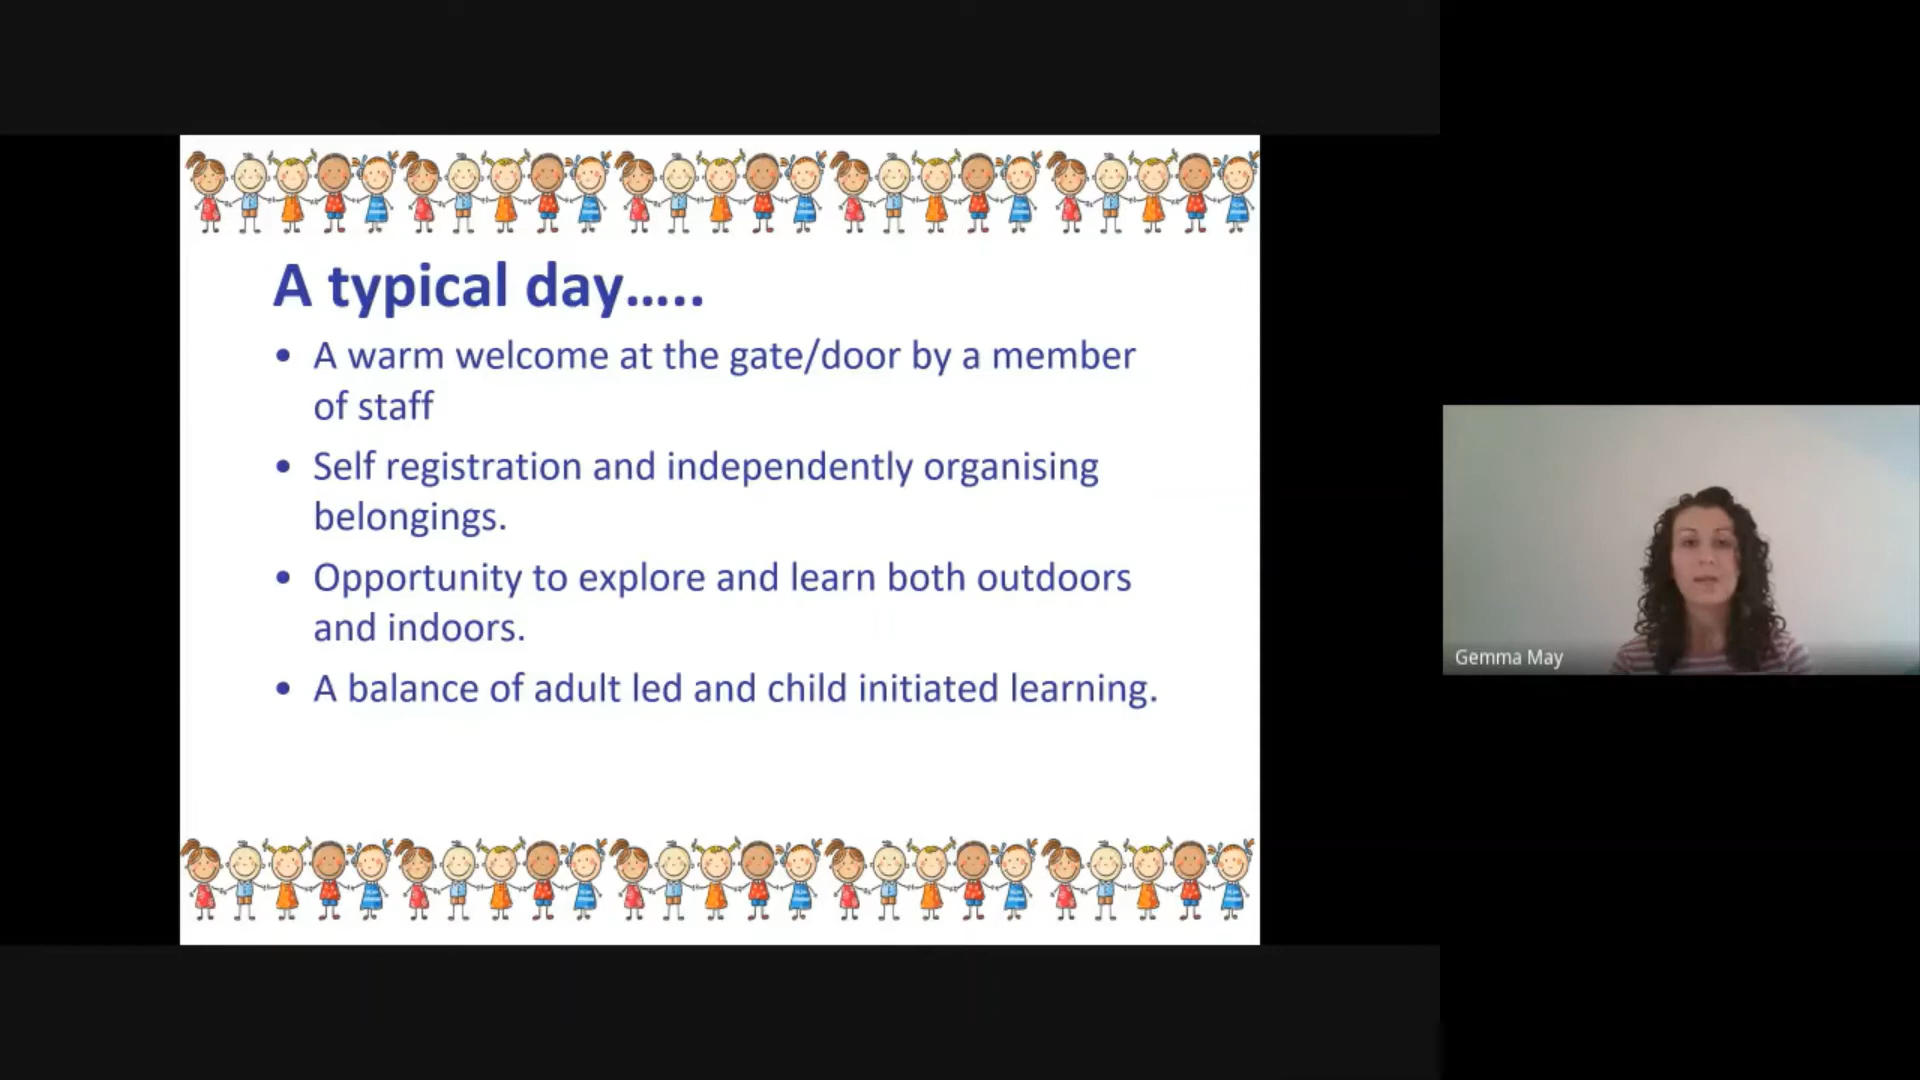 A typical day.....
• A warm welcome at the gate/door by a member
of staff
• Self registration and independently organising
belongings.
• Opportunity to explore and learn both outdoors
and indoors.
• A balance of adult led and child initiated learning.
Gemma May